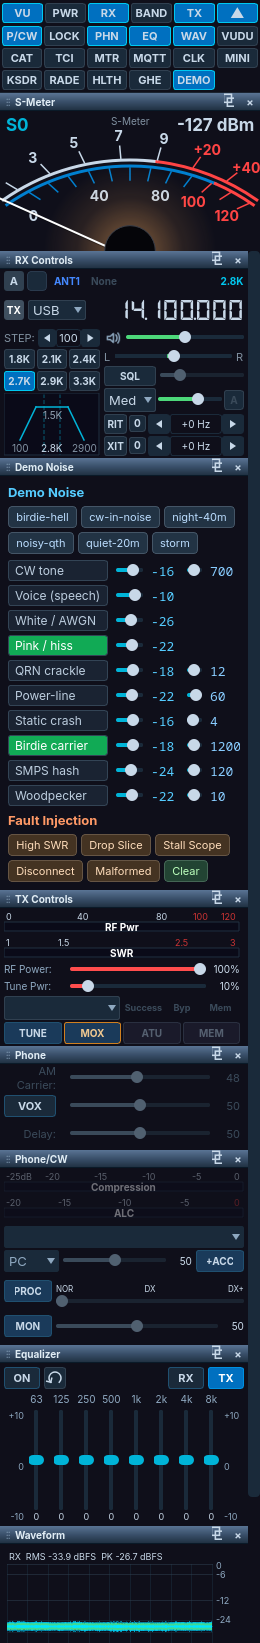 VU PWR RX BAND TX
P/CW LOCK PHN EQ WAV VUDU
CAT TCI MTR MQTT CLK MINI
KSDR RADE HLTH GHE DEMO
S-Meter ×
S0 S-Meter -127 dBm
3 5 7 9 +20 +40
0 40 80 100 120
RX Controls ×
A ANT1 None 2.8K
TX USB 14.100.000
STEP: 100
1.8K 2.1K 2.4K L R
2.7K 2.9K 3.3K SQL
Med A
1.5K RIT 0 +0 Hz
100 2.8K 2900 XIT 0 +0 Hz
Demo Noise ×
Demo Noise
birdie-hell cw-in-noise night-40m
noisy-qth quiet-20m storm
CW tone -16 700
Voice (speech) -10
White / AWGN -26
Pink / hiss -22
QRN crackle -18 12
Power-line -22 60
Static crash -16 4
Birdie carrier -18 1200
SMPS hash -24 120
Woodpecker -22 10
Fault Injection
High SWR Drop Slice Stall Scope
Disconnect Malformed Clear
TX Controls ×
0 40 80 100 120
RF Pwr
1 1.5 2.5 3
SWR
RF Power: 100%
Tune Pwr: 10%
Success Byp Mem
TUNE MOX ATU MEM
Phone ×
AM Carrier: 48
VOX 50
Delay: 50
Phone/CW ×
-25dB -20 -15 -10 -5 0
Compression
-20 -15 -10 -5 0
ALC
PC 50 +ACC
PROC NOR DX DX+
MON 50
Equalizer ×
ON RX TX
63 125 250 500 1k 2k 4k 8k
+10 +10
0 0
-10 0 0 0 0 0 0 0 0 -10
Waveform ×
RX RMS -33.9 dBFS PK -26.7 dBFS
0
-6
-12
-24